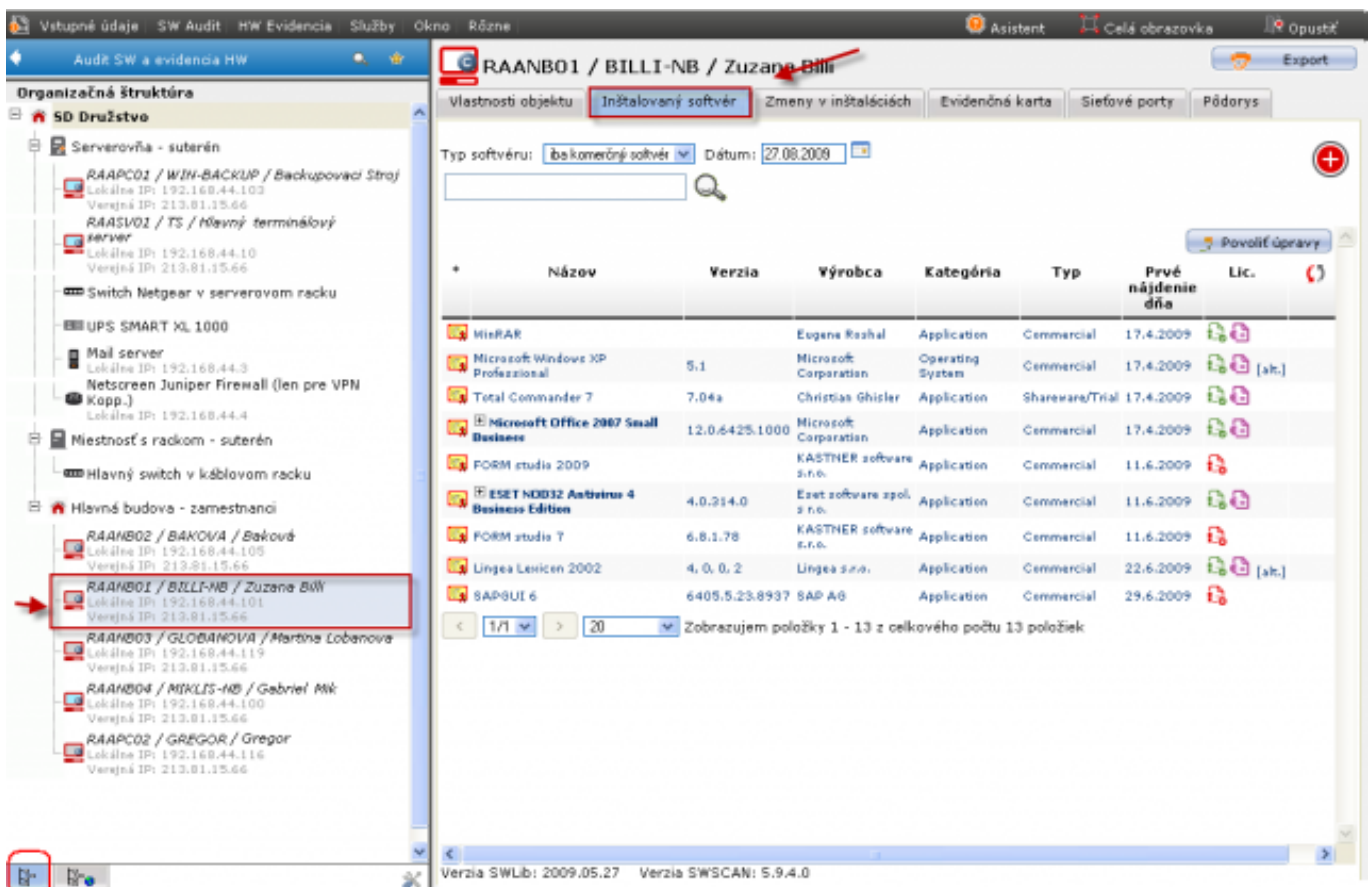 Vstupné údaje SW Audit HW Evidencia Služby Okno Rôzne Asistent Celá obrazovka Opustiť
Audit SW a evidencia HW
Organizačná štruktúra
SD Družstvo
Serverovňa - suterén
RAAPC01 / WIN-BACKUP / Backupovací Stroj
Lokálne IP: 192.168.44.103
Verejná IP: 213.81.15.66
RAASV01 / TS / Hlavný terminálový server
Lokálne IP: 192.168.44.10
Verejná IP: 213.81.15.66
Switch Netgear v serverovom racku
UPS SMART XL 1000
Mail server
Lokálne IP: 192.168.44.3
Netscreen Juniper Firewall (len pre VPN Kopp.)
Lokálne IP: 192.168.44.4
Miestnosť s rackom - suterén
Hlavný switch v káblovom racku
Hlavná budova - zamestnanci
RAANB02 / BAKOVA / Baková
Lokálne IP: 192.168.44.105
Verejná IP: 213.81.15.66
RAANB01 / BILLI-NB / Zuzana Billi
Lokálne IP: 192.168.44.101
Verejná IP: 213.81.15.66
RAANB03 / GLOBANOVA / Martina Lobanova
Lokálne IP: 192.168.44.119
Verejná IP: 213.81.15.66
RAANB04 / MIKLIS-NB / Gabriel Mik
Lokálne IP: 192.168.44.100
Verejná IP: 213.81.15.66
RAAPC02 / GREGOR / Gregor
Lokálne IP: 192.168.44.116
Verejná IP: 213.81.15.66
RAANB01 / BILLI-NB / Zuzana Billi
Export
Vlastnosti objektu Inštalovaný softvér Zmeny v inštaláciách Evidenčná karta Sieťové porty Pôdorys
Typ softvéru: iba komerčný softvér Dátum: 27.08.2009
Povoliť úpravy
* Názov Verzia Výrobca Kategória Typ Prvé nájdenie dňa Lic.
WinRAR Eugene Roshal Application Commercial 17.4.2009
Microsoft Windows XP Professional 5.1 Microsoft Corporation Operating System Commercial 17.4.2009 [alt.]
Total Commander 7 7.04a Christian Ghisler Application Shareware/Trial 17.4.2009
Microsoft Office 2007 Small Business 12.0.6425.1000 Microsoft Corporation Application Commercial 17.4.2009
FORM studio 2009 KASTNER software s.r.o. Application Commercial 11.6.2009
ESET NOD32 Antivirus 4 Business Edition 4.0.314.0 Eset software spol. s r.o. Application Commercial 11.6.2009
FORM studio 7 6.8.1.78 KASTNER software s.r.o. Application Commercial 11.6.2009
Lingea Lexicon 2002 4, 0, 0, 2 Lingea s.r.o. Application Commercial 22.6.2009 [alt.]
SAPGUI 6 6405.5.23.8937 SAP AG Application Commercial 29.6.2009
< 1/1 > 20 Zobrazujem položky 1 - 13 z celkového počtu 13 položiek
Verzia SWLib: 2009.05.27 Verzia SWSCAN: 5.9.4.0